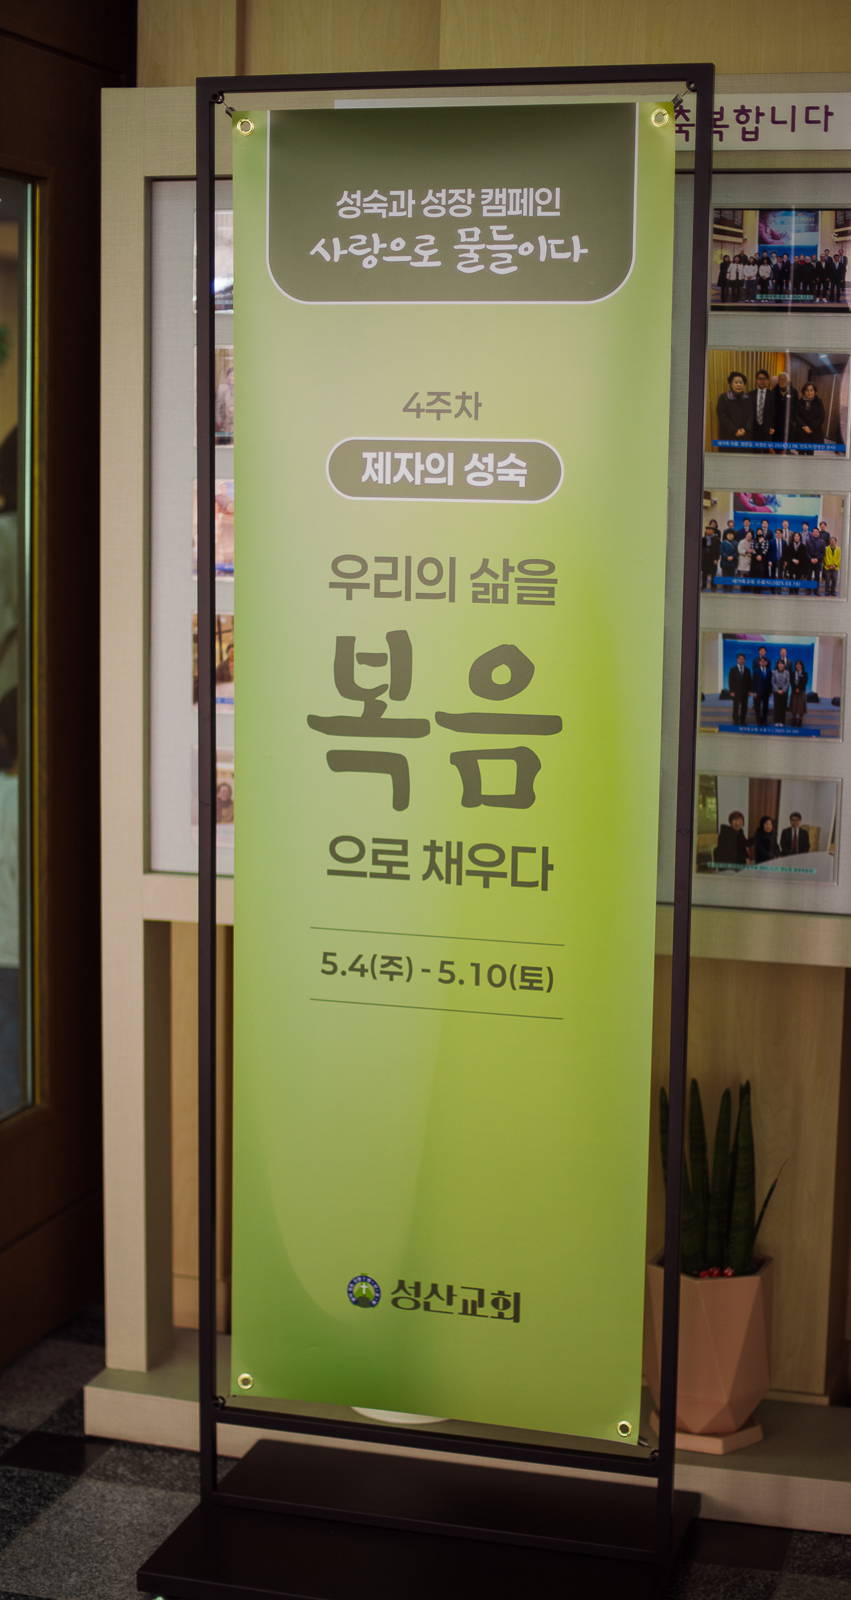 축복합니다
성숙과 성장 캠페인
사랑으로 물들이다
4주차
제자의 성숙
우리의 삶을
복음
으로 채우다
5.4(주) - 5.10(토)
성산교회